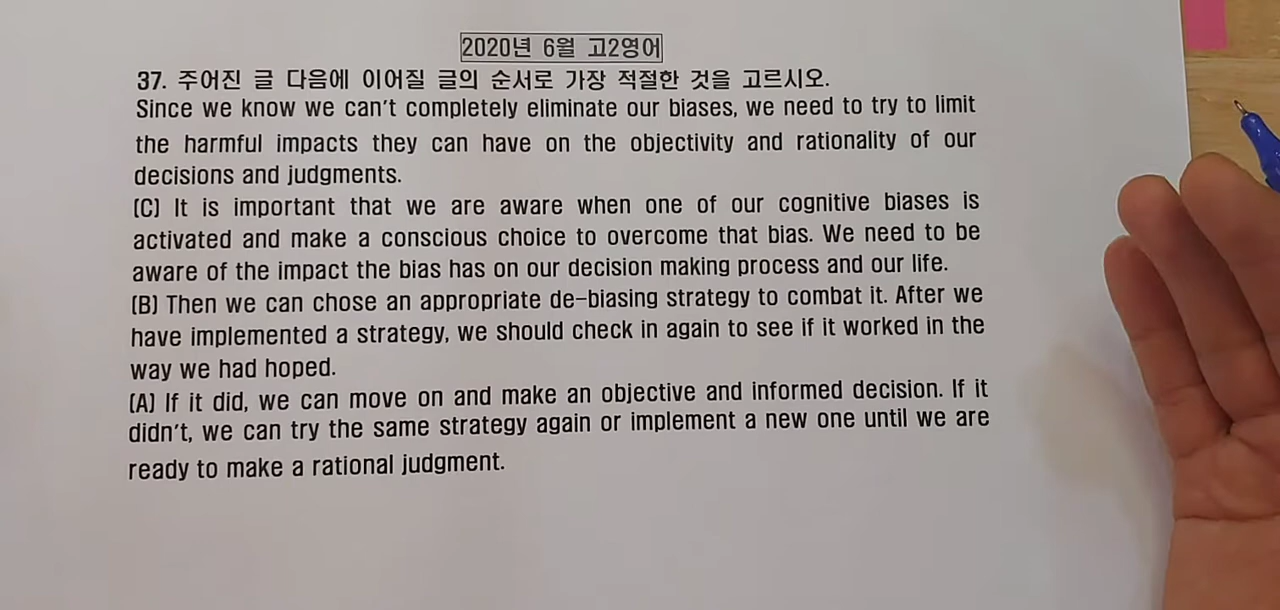 2020년 6월 고2영어
37. 주어진 글 다음에 이어질 글의 순서로 가장 적절한 것을 고르시오.
Since we know we can't completely eliminate our biases, we need to try to limit
the harmful impacts they can have on the objectivity and rationality of our
decisions and judgments.
(C) It is important that we are aware when one of our cognitive biases is
activated and make a conscious choice to overcome that bias. We need to be
aware of the impact the bias has on our decision making process and our life.
(B) Then we can chose an appropriate de-biasing strategy to combat it. After we
have implemented a strategy, we should check in again to see if it worked in the
way we had hoped.
(A) If it did, we can move on and make an objective and informed decision. If it
didn't, we can try the same strategy again or implement a new one until we are
ready to make a rational judgment.